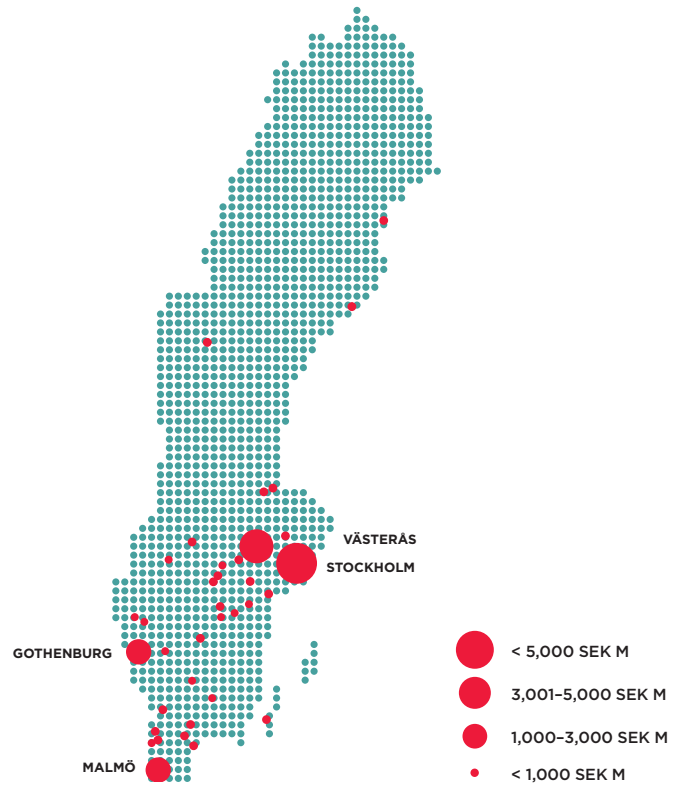 VÄSTERÅS
STOCKHOLM
GOTHENBURG
< 5,000 SEK M
3,001–5,000 SEK M
1,000–3,000 SEK M
MALMÖ
< 1,000 SEK M